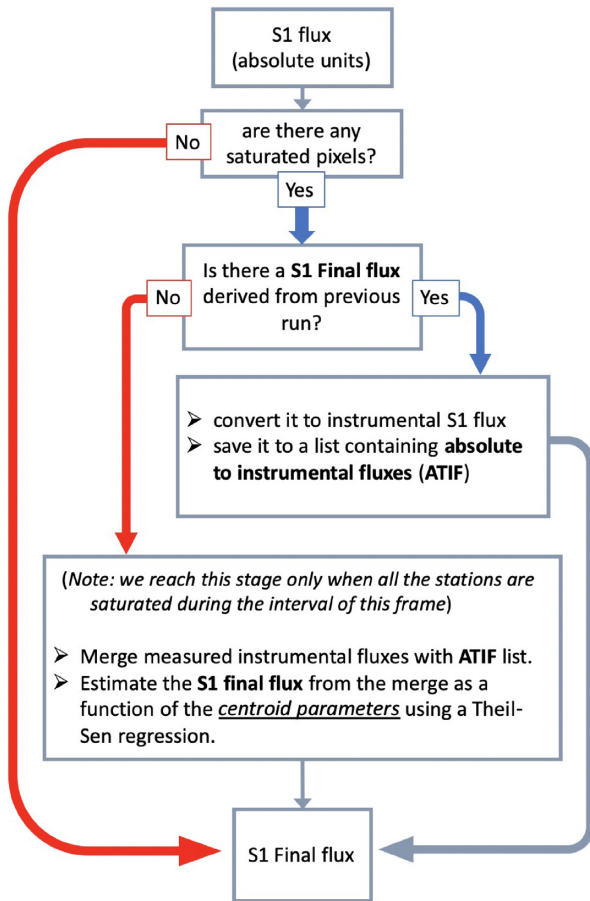 S1 flux
(absolute units)
No
are there any
saturated pixels?
Yes
Is there a S1 Final flux
derived from previous
run?
No
Yes
➢ convert it to instrumental S1 flux
➢ save it to a list containing absolute
to instrumental fluxes (ATIF)
(Note: we reach this stage only when all the stations are
saturated during the interval of this frame)
➢ Merge measured instrumental fluxes with ATIF list.
➢ Estimate the S1 final flux from the merge as a
function of the centroid parameters using a Theil-
Sen regression.
S1 Final flux